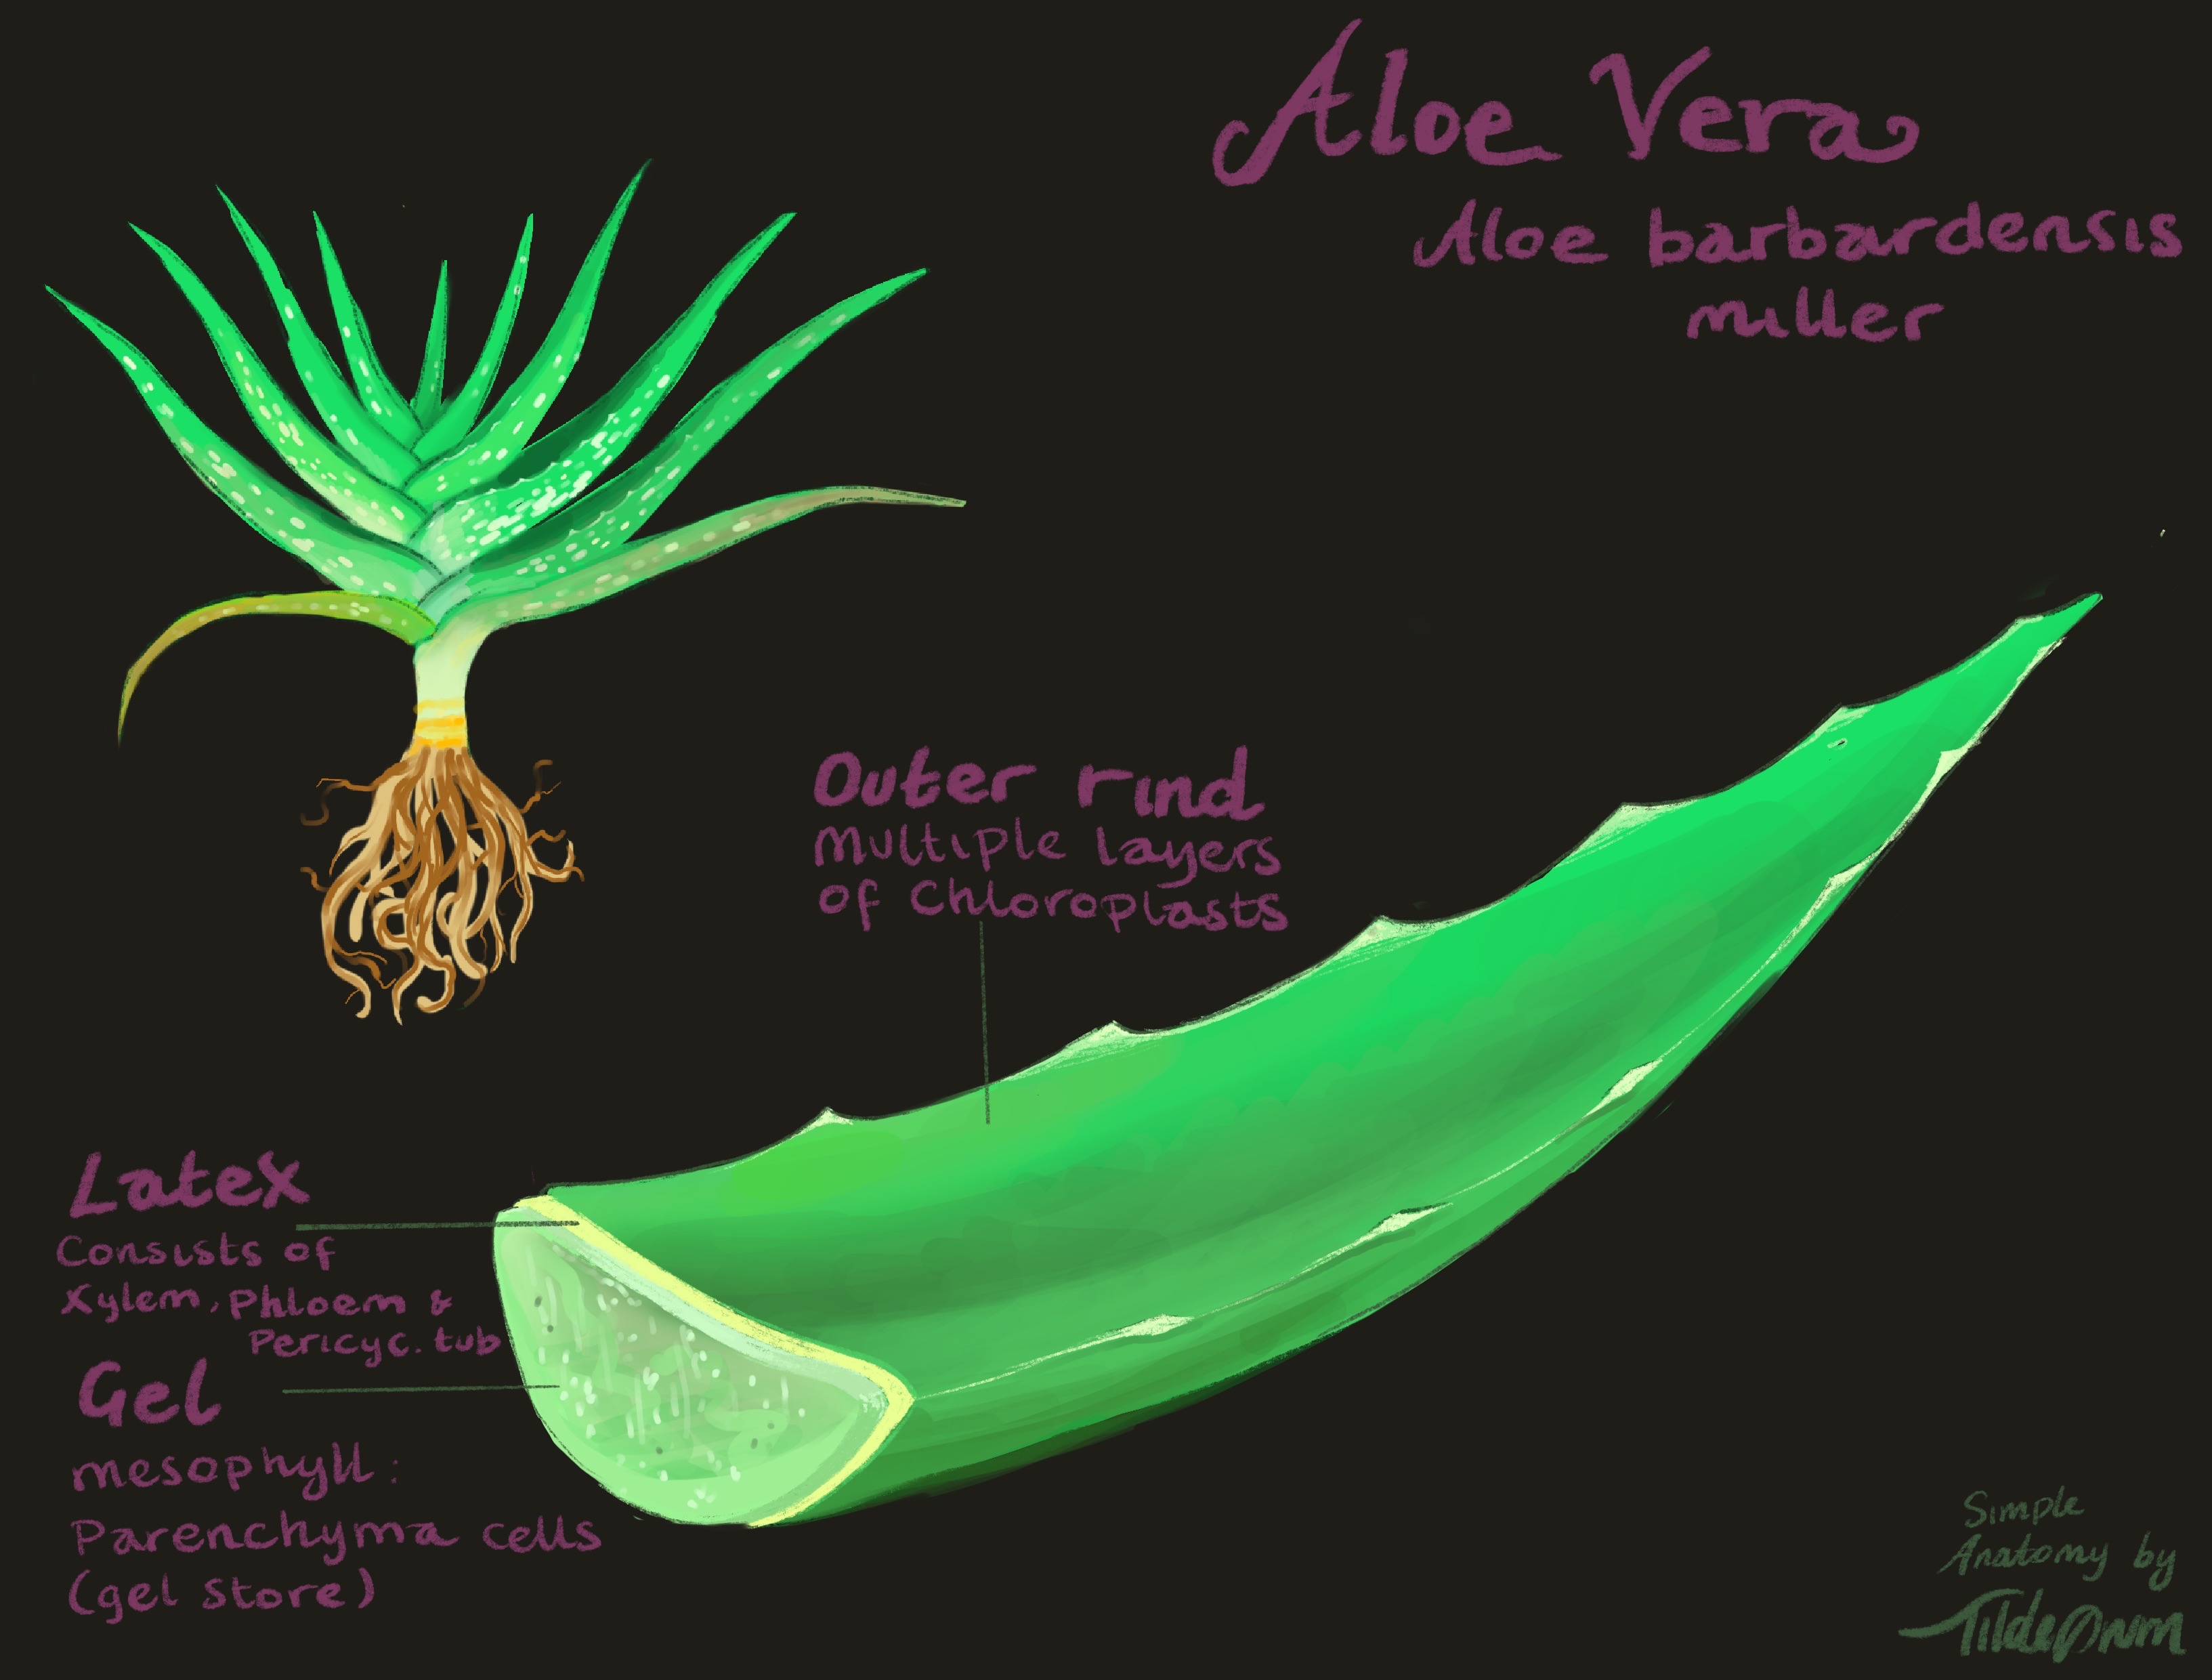 Aloe Vera
Aloe barbardensis
miller
Outer rind
Multiple layers
of Chloroplasts
Latex
Consists of
Xylem, Phloem &
Pericyc. tub
Gel
mesophyll:
Parenchyma cells
(gel store)
Simple
Anatomy by